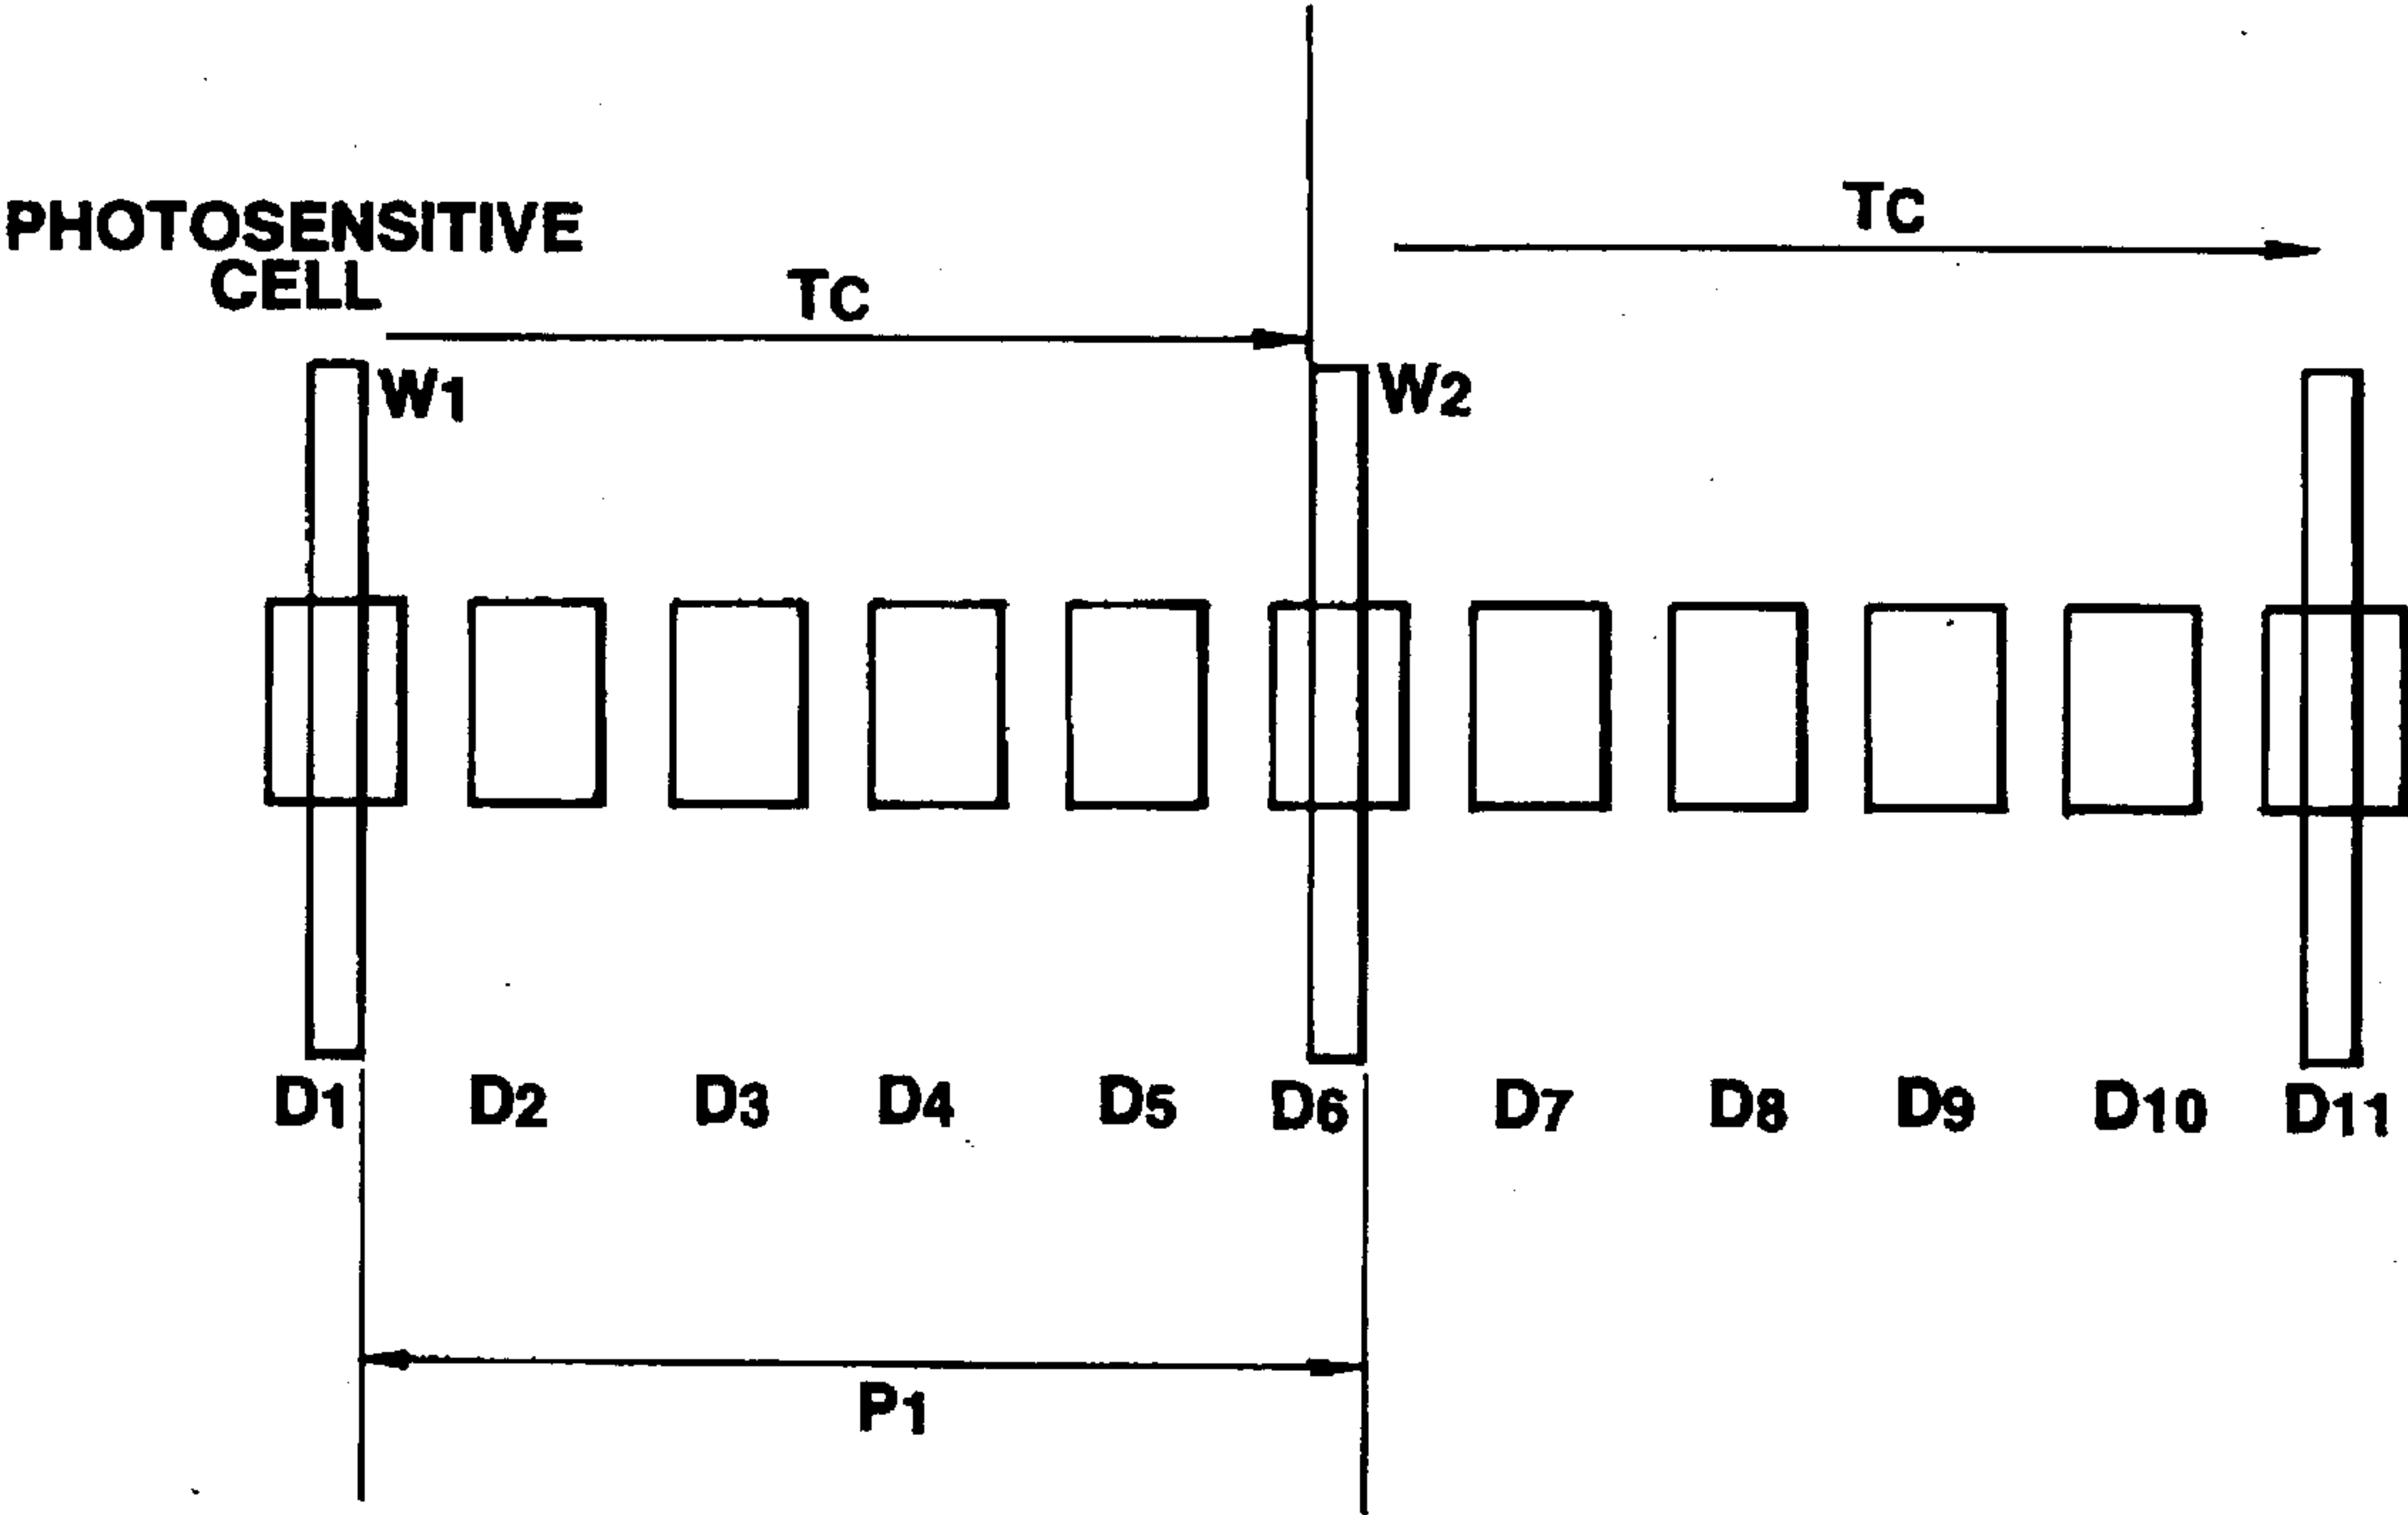 PHOTOSENSITIVE
CELL
TC
TC
W1
W2
D1 D2 D3 D4 D5 D6 D7 D8 D9 D10 D11
P1